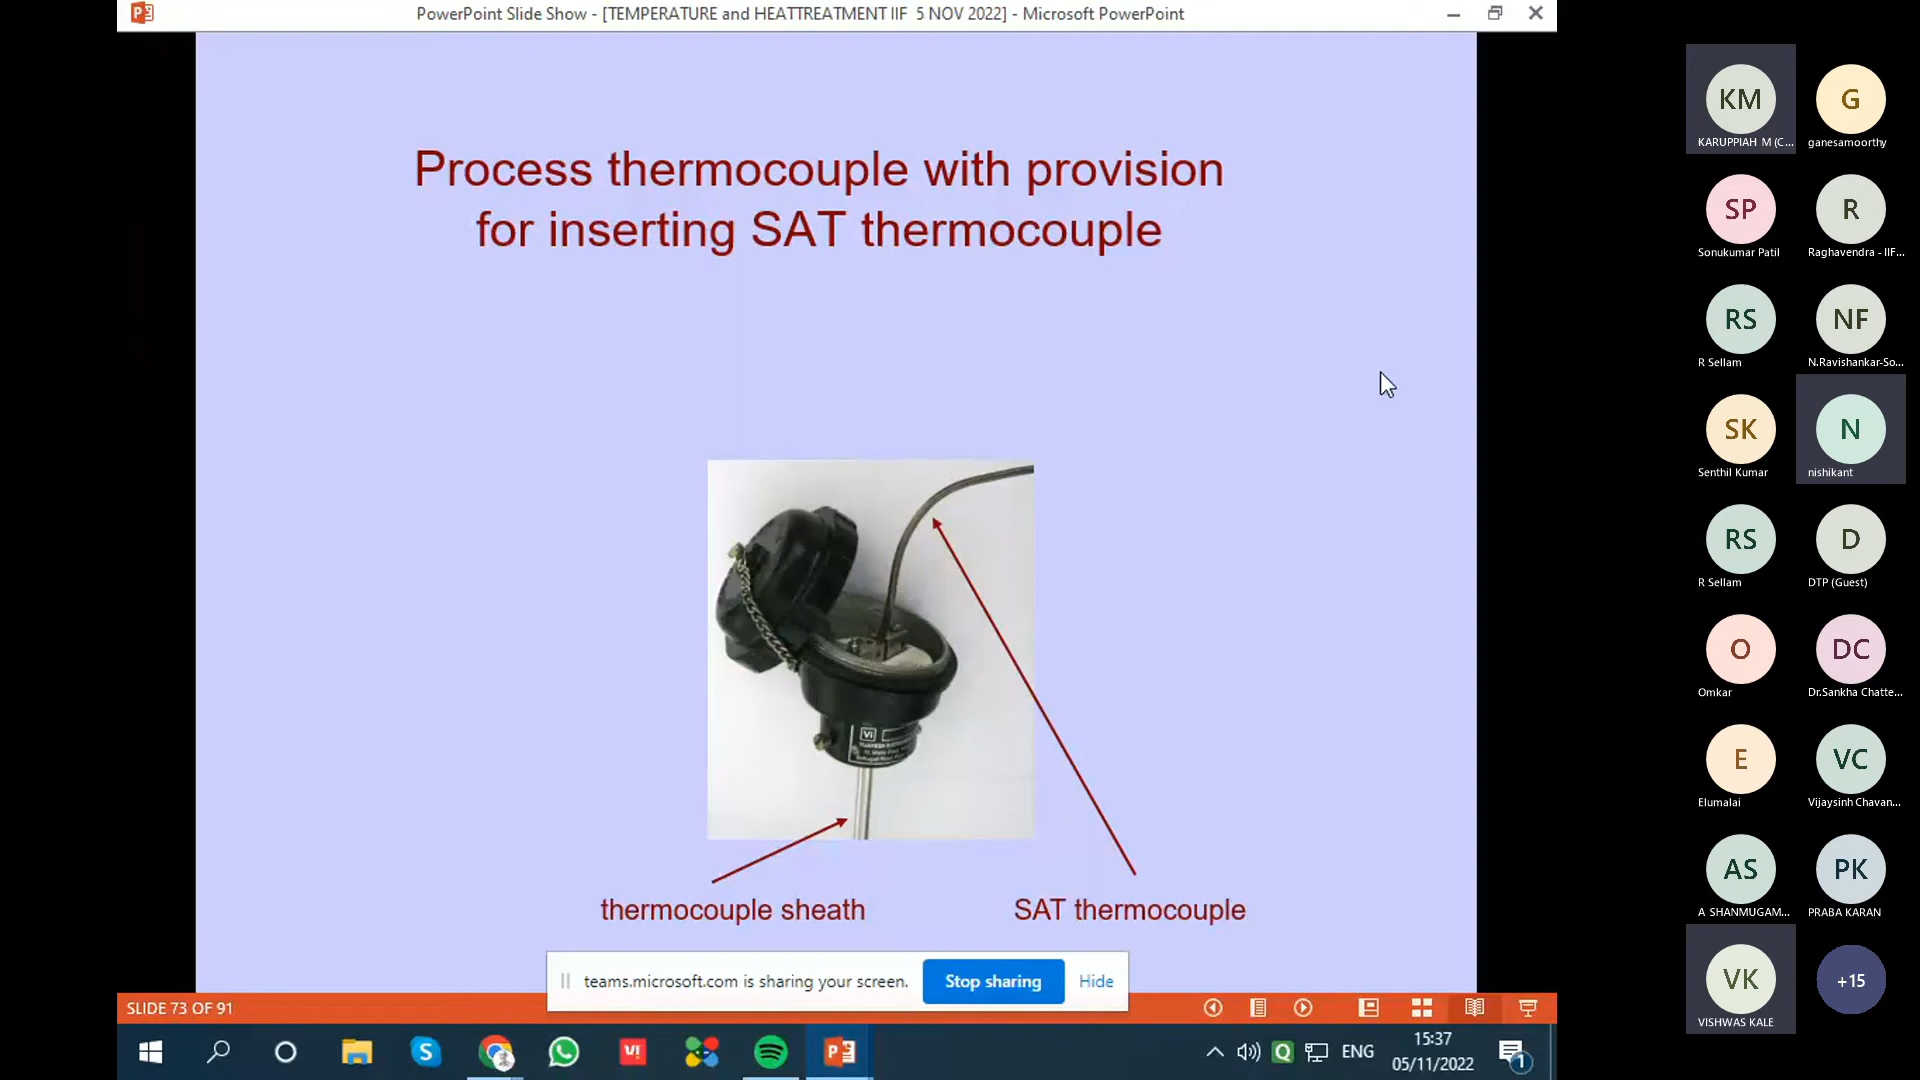 PowerPoint Slide Show - [TEMPERATURE and HEATTREATMENT IIF 5 NOV 2022] - Microsoft PowerPoint
Process thermocouple with provision
for inserting SAT thermocouple
Vi
thermocouple sheath
SAT thermocouple
teams.microsoft.com is sharing your screen.
Stop sharing
Hide
SLIDE 73 OF 91
ENG
15:37
05/11/2022
1
KM
KARUPPIAH M (C...
G
ganesamoorthy
SP
Sonukumar Patil
R
Raghavendra - IIF...
RS
R Sellam
NF
N.Ravishankar-So...
SK
Senthil Kumar
N
nishikant
RS
R Sellam
D
DTP (Guest)
O
Omkar
DC
Dr.Sankha Chatte...
E
Elumalai
VC
Vijaysinh Chavan...
AS
A SHANMUGAM...
PK
PRABA KARAN
VK
VISHWAS KALE
+15